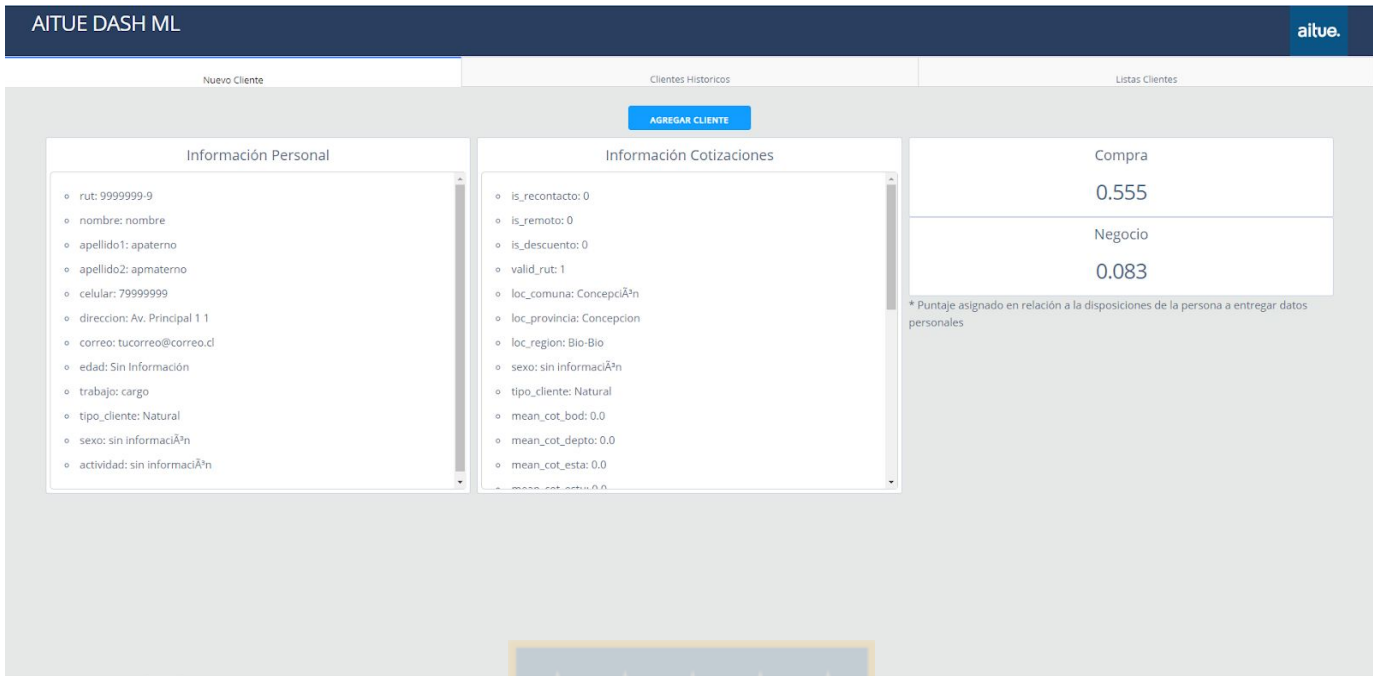 AITUE DASH ML
aitue.
Nuevo Cliente
Clientes Historicos
Listas Clientes
AGREGAR CLIENTE
Información Personal
rut: 9999999-9
nombre: nombre
apellido1: apaterno
apellido2: apmaterno
celular: 79999999
direccion: Av. Principal 1 1
correo: tucorreo@correo.cl
edad: Sin Información
trabajo: cargo
tipo_cliente: Natural
sexo: sin informaciÃ³n
actividad: sin informaciÃ³n
Información Cotizaciones
is_recontacto: 0
is_remoto: 0
is_descuento: 0
valid_rut: 1
loc_comuna: ConcepciÃ³n
loc_provincia: Concepcion
loc_region: Bio-Bio
sexo: sin informaciÃ³n
tipo_cliente: Natural
mean_cot_bod: 0.0
mean_cot_depto: 0.0
mean_cot_esta: 0.0
mean_cot_estu: 0.0
Compra
0.555
Negocio
0.083
* Puntaje asignado en relación a la disposiciones de la persona a entregar datos
personales